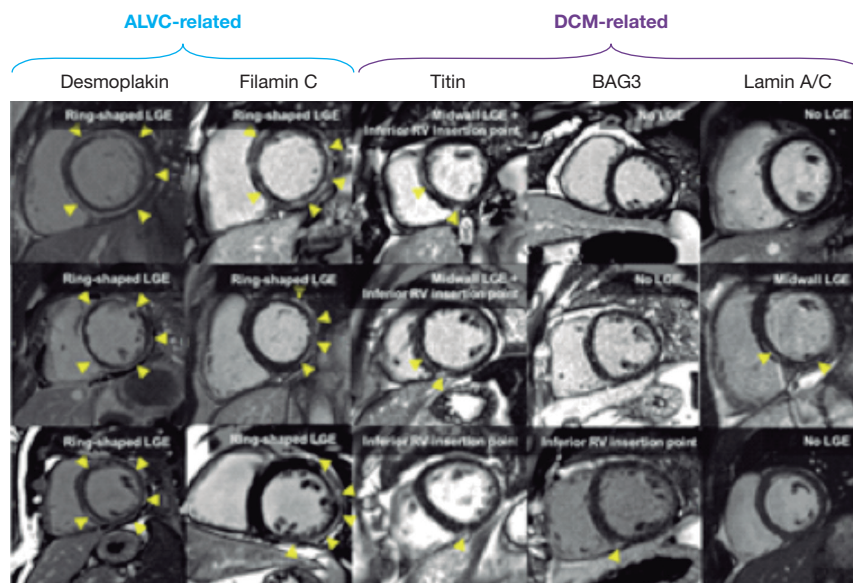 ALVC-related DCM-related
Desmoplakin Filamin C Titin BAG3 Lamin A/C
Ring-shaped LGE Ring-shaped LGE Midwall LGE + No LGE No LGE
Inferior RV insertion point
Ring-shaped LGE Ring-shaped LGE Midwall LGE + No LGE Midwall LGE
Inferior RV insertion point
Ring-shaped LGE Ring-shaped LGE Inferior RV insertion point Inferior RV insertion point No LGE